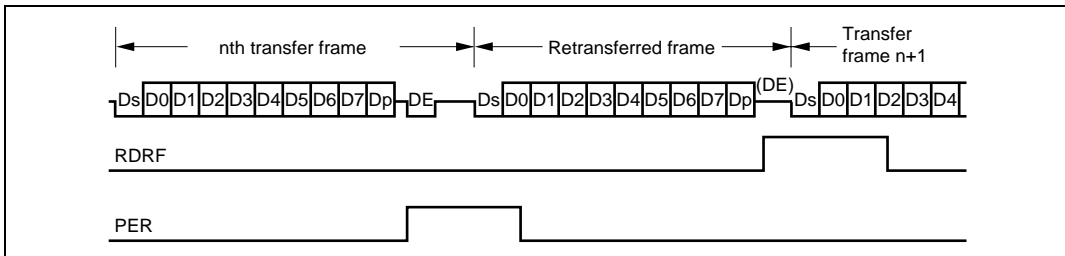 nth transfer frame
Retransferred frame
Transfer
frame n+1
Ds D0 D1 D2 D3 D4 D5 D6 D7 Dp DE Ds D0 D1 D2 D3 D4 D5 D6 D7 Dp (DE) Ds D0 D1 D2 D3 D4
RDRF
PER